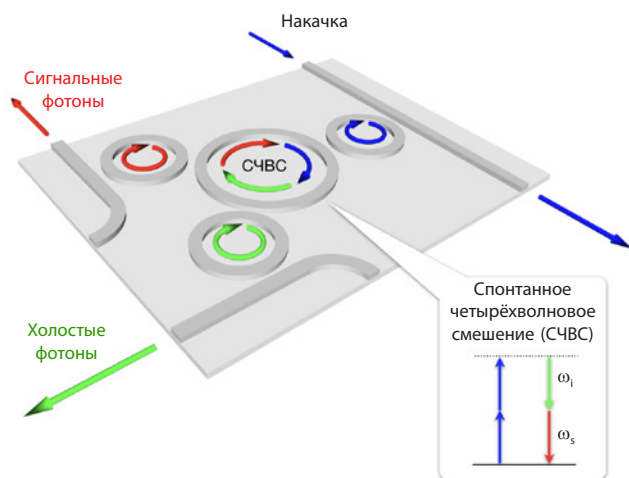 Накачка
Сигнальные
фотоны
СЧВС
Холостые
фотоны
Спонтанное
четырёхволновое
смешение (СЧВС)
ωi
ωs